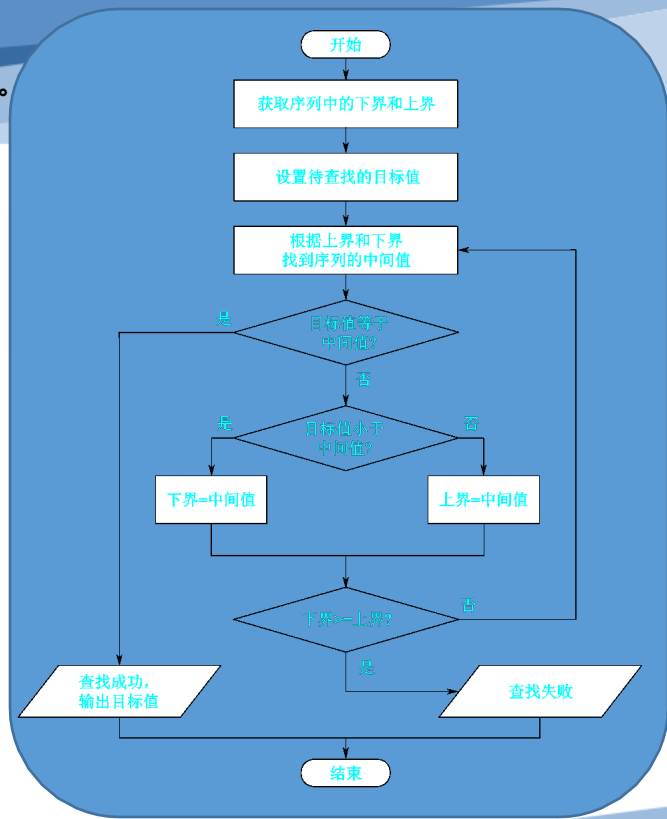 。
开始
获取序列中的下界和上界
设置待查找的目标值
根据上界和下界
找到序列的中间值
是
目标值等于
中间值?
否
是
目标值小于
中间值?
否
下界=中间值
上界=中间值
下界>=上界?
否
是
查找成功,
输出目标值
查找失败
结束